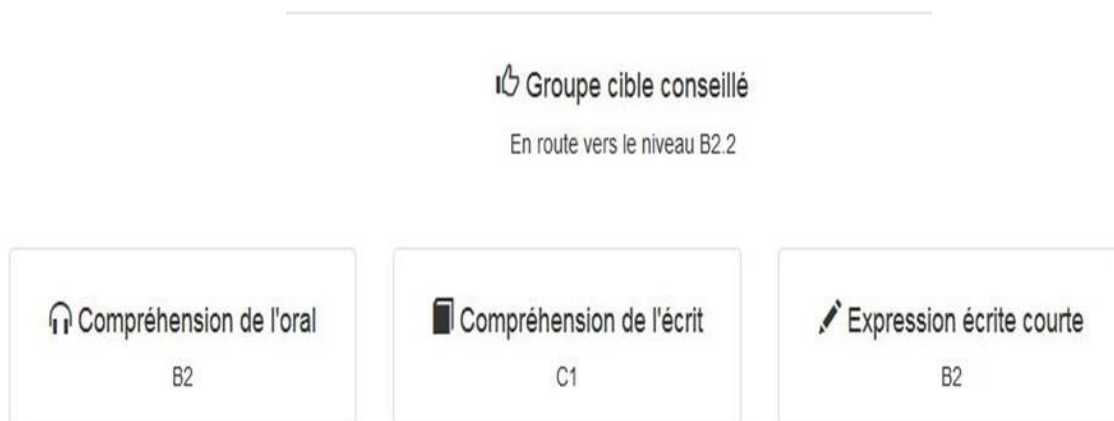 Groupe cible conseillé
En route vers le niveau B2.2
Compréhension de l'oral
B2
Compréhension de l'écrit
C1
Expression écrite courte
B2